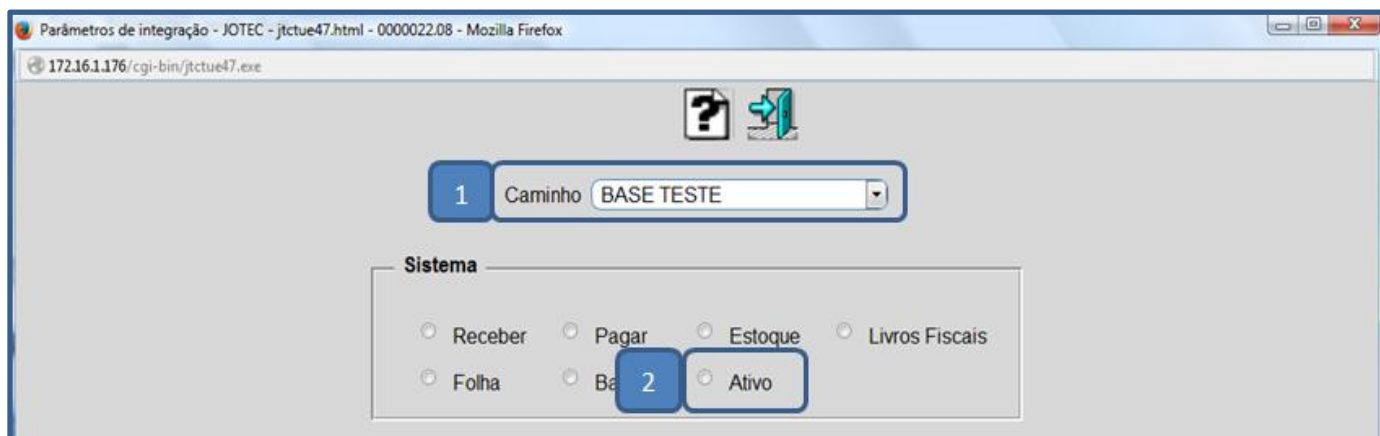 Parâmetros de integração - JOTEC - jtctue47.html - 0000022.08 - Mozilla Firefox
172.16.1.176/cgi-bin/jtctue47.exe
1 Caminho BASE TESTE
Sistema
Receber Pagar Estoque Livros Fiscais
Folha Ba 2 Ativo